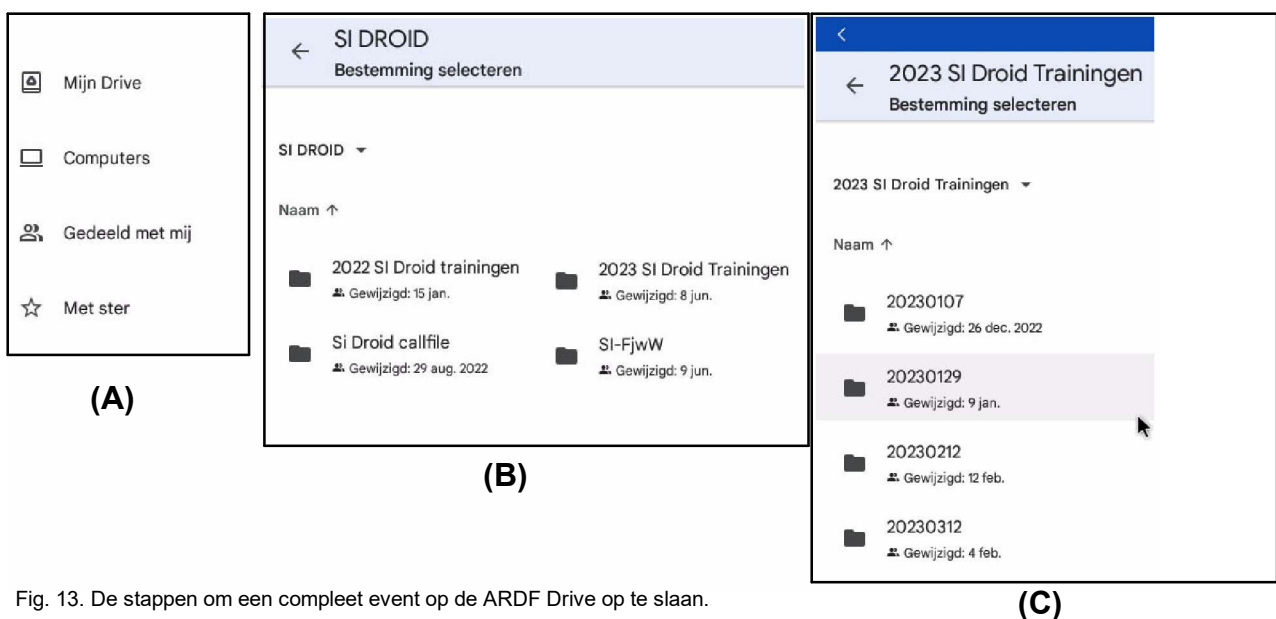 Mijn Drive
Computers
Gedeeld met mij
Met ster
(A)
SI DROID
Bestemming selecteren
SI DROID
Naam ↑
2022 SI Droid trainingen
Gewijzigd: 15 jan.
2023 SI Droid Trainingen
Gewijzigd: 8 jun.
Si Droid callfile
Gewijzigd: 29 aug. 2022
SI-FjwW
Gewijzigd: 9 jun.
(B)
2023 SI Droid Trainingen
Bestemming selecteren
2023 SI Droid Trainingen
Naam ↑
20230107
Gewijzigd: 26 dec. 2022
20230129
Gewijzigd: 9 jan.
20230212
Gewijzigd: 12 feb.
20230312
Gewijzigd: 4 feb.
(C)
Fig. 13. De stappen om een compleet event op de ARDF Drive op te slaan.